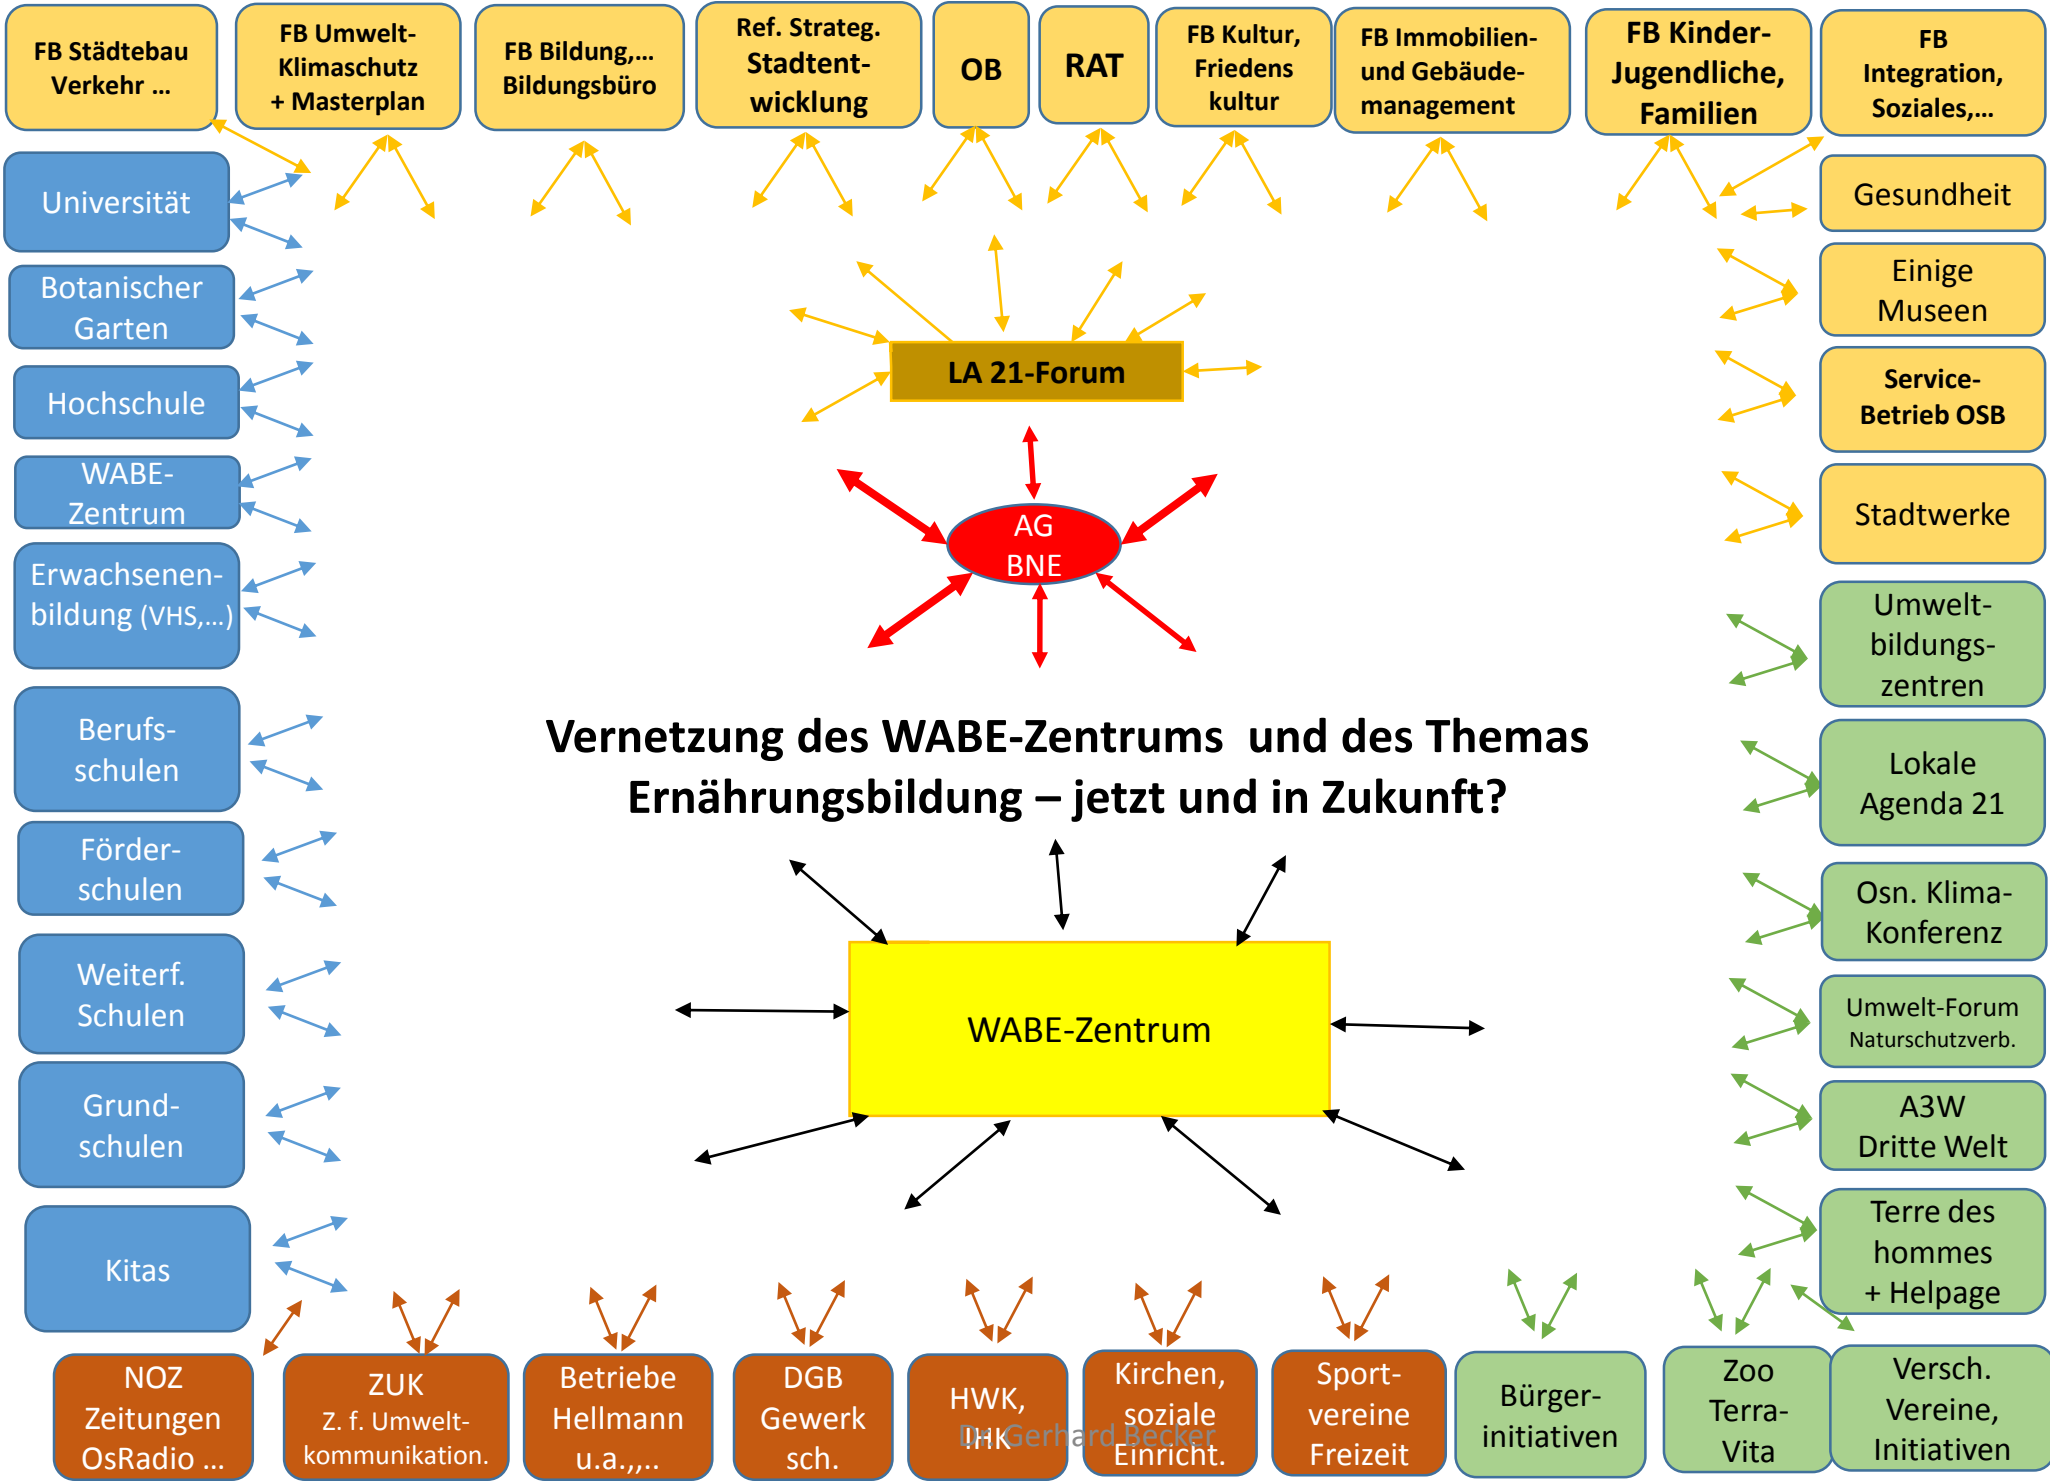 FB Städtebau
Verkehr ...
FB Umwelt-
Klimaschutz
+ Masterplan
FB Bildung,...
Bildungsbüro
Ref. Strateg.
Stadtent-
wicklung
OB
RAT
FB Kultur,
Friedens
kultur
FB Immobilien-
und Gebäude-
management
FB Kinder-
Jugendliche,
Familien
FB
Integration,
Soziales,...
Universität
Botanischer
Garten
Hochschule
WABE-
Zentrum
Erwachsenen-
bildung (VHS,...)
Berufs-
schulen
Förder-
schulen
Weiterf.
Schulen
Grund-
schulen
Kitas
LA 21-Forum
AG
BNE
Vernetzung des WABE-Zentrums und des Themas
Ernährungsbildung – jetzt und in Zukunft?
WABE-Zentrum
Gesundheit
Einige
Museen
Service-
Betrieb OSB
Stadtwerke
Umwelt-
bildungs-
zentren
Lokale
Agenda 21
Osn. Klima-
Konferenz
Umwelt-Forum
Naturschutzverb.
A3W
Dritte Welt
Terre des
hommes
+ Helpage
NOZ
Zeitungen
OsRadio ...
ZUK
Z. f. Umwelt-
kommunikation.
Betriebe
Hellmann
u.a.,,..
DGB
Gewerk
sch.
HWK,
IHK
Kirchen,
soziale
Einricht.
Sport-
vereine
Freizeit
Bürger-
initiativen
Zoo
Terra-
Vita
Versch.
Vereine,
Initiativen
Dr. Gerhard Becker